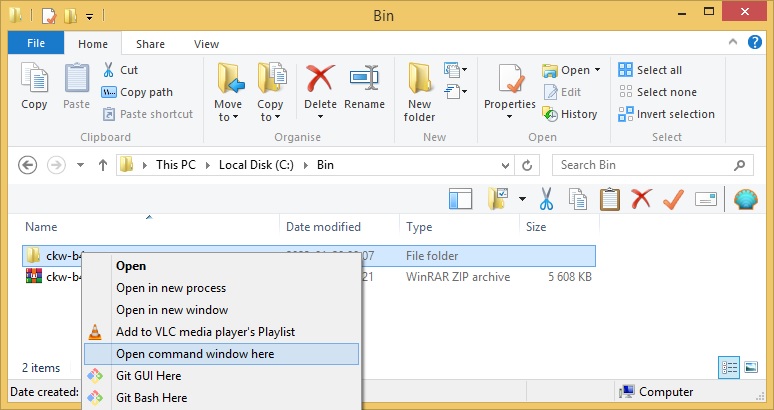 Bin
File Home Share View
Copy
Paste
Cut
Copy path
Paste shortcut
Clipboard
Move to
Copy to
Delete
Rename
Organise
New folder
New
Properties
Open
Edit
History
Open
Select all
Select none
Invert selection
Select
This PC Local Disk (C:) Bin
Search Bin
Name Date modified Type Size
ckw-b4 07 File folder
ckw-b4 21 WinRAR ZIP archive 5 608 KB
Open
Open in new process
Open in new window
Add to VLC media player's Playlist
Open command window here
Git GUI Here
Git Bash Here
2 items
Date created:
Computer